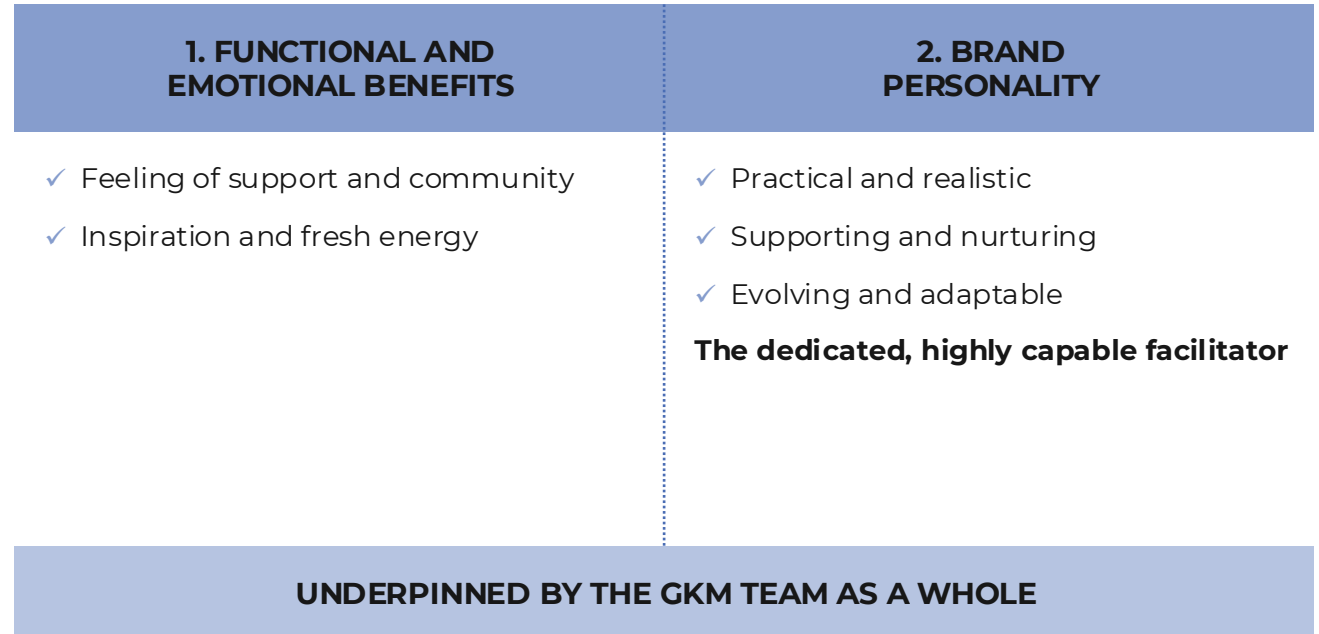 1. FUNCTIONAL AND
EMOTIONAL BENEFITS
✓ Feeling of support and community
✓ Inspiration and fresh energy
2. BRAND
PERSONALITY
✓ Practical and realistic
✓ Supporting and nurturing
✓ Evolving and adaptable
The dedicated, highly capable facilitator
UNDERPINNED BY THE GKM TEAM AS A WHOLE